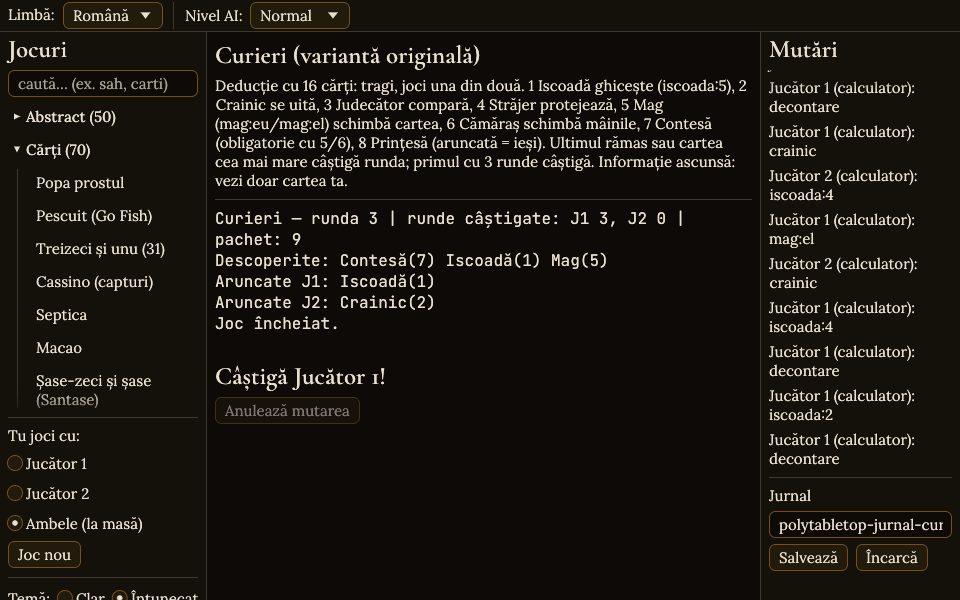 Limbă: Română ▼ Nivel AI: Normal ▼
Jocuri
caută... (ex. sah, carti)
▸ Abstract (50)
▾ Cărți (70)
Popa prostul
Pescuit (Go Fish)
Treizeci și unu (31)
Cassino (capturi)
Septica
Macao
Șase-zeci și șase
(Santase)
Tu joci cu:
Jucător 1
Jucător 2
Ambele (la masă)
Joc nou
Temă: Clar Întunecat
Curieri (variantă originală)
Deducție cu 16 cărți: tragi, joci una din două. 1 Iscoadă ghicește (iscoada:5), 2
Crainic se uită, 3 Judecător compară, 4 Străjer protejează, 5 Mag
(mag:eu/mag:el) schimbă cartea, 6 Cămăraș schimbă mâinile, 7 Contesă
(obligatorie cu 5/6), 8 Prințesă (aruncată = ieși). Ultimul rămas sau cartea
cea mai mare câștigă runda; primul cu 3 runde câștigă. Informație ascunsă:
vezi doar cartea ta.
Curieri — runda 3 | runde câștigate: J1 3, J2 0 |
pachet: 9
Descoperite: Contesă(7) Iscoadă(1) Mag(5)
Aruncate J1: Iscoadă(1)
Aruncate J2: Crainic(2)
Joc încheiat.
Câștigă Jucător 1!
Anulează mutarea
Mutări
Jucător 1 (calculator):
decontare
Jucător 1 (calculator):
crainic
Jucător 2 (calculator):
iscoada:4
Jucător 1 (calculator):
mag:el
Jucător 2 (calculator):
crainic
Jucător 1 (calculator):
iscoada:4
Jucător 1 (calculator):
decontare
Jucător 1 (calculator):
iscoada:2
Jucător 1 (calculator):
decontare
Jurnal
polytabletop-jurnal-cur
Salvează Încarcă